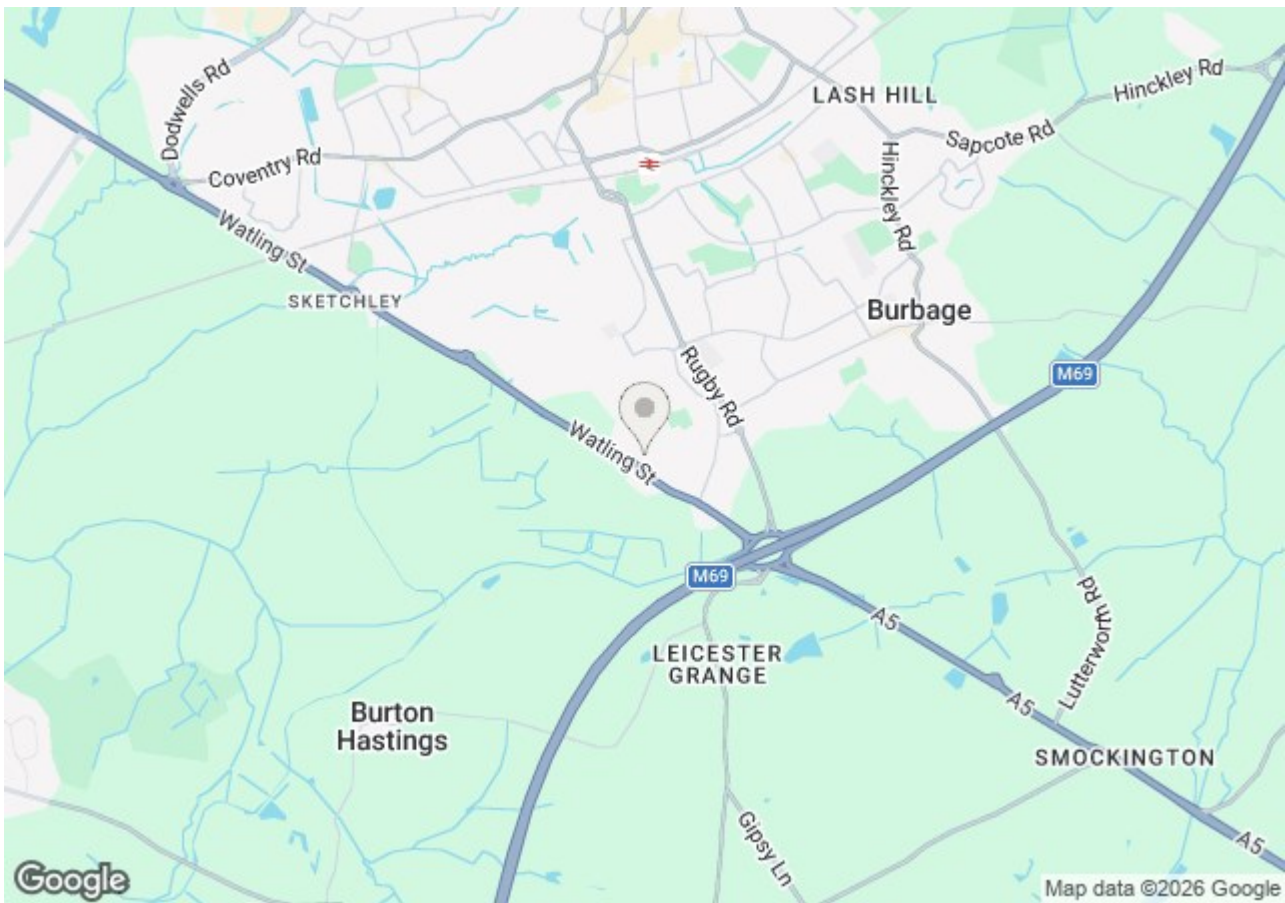 Dodwells Rd
Coventry Rd
LASH HILL
Hinckley Rd
Sapcote Rd
Hinckley Rd
Watling St
SKETCHLEY
Burbage
Rugby Rd
M69
Watling St
M69
A5
LEICESTER
GRANGE
Lutterworth Rd
A5
Burton
Hastings
SMOCKINGTON
Gipsy Ln
A5
Google
Map data ©2026 Google